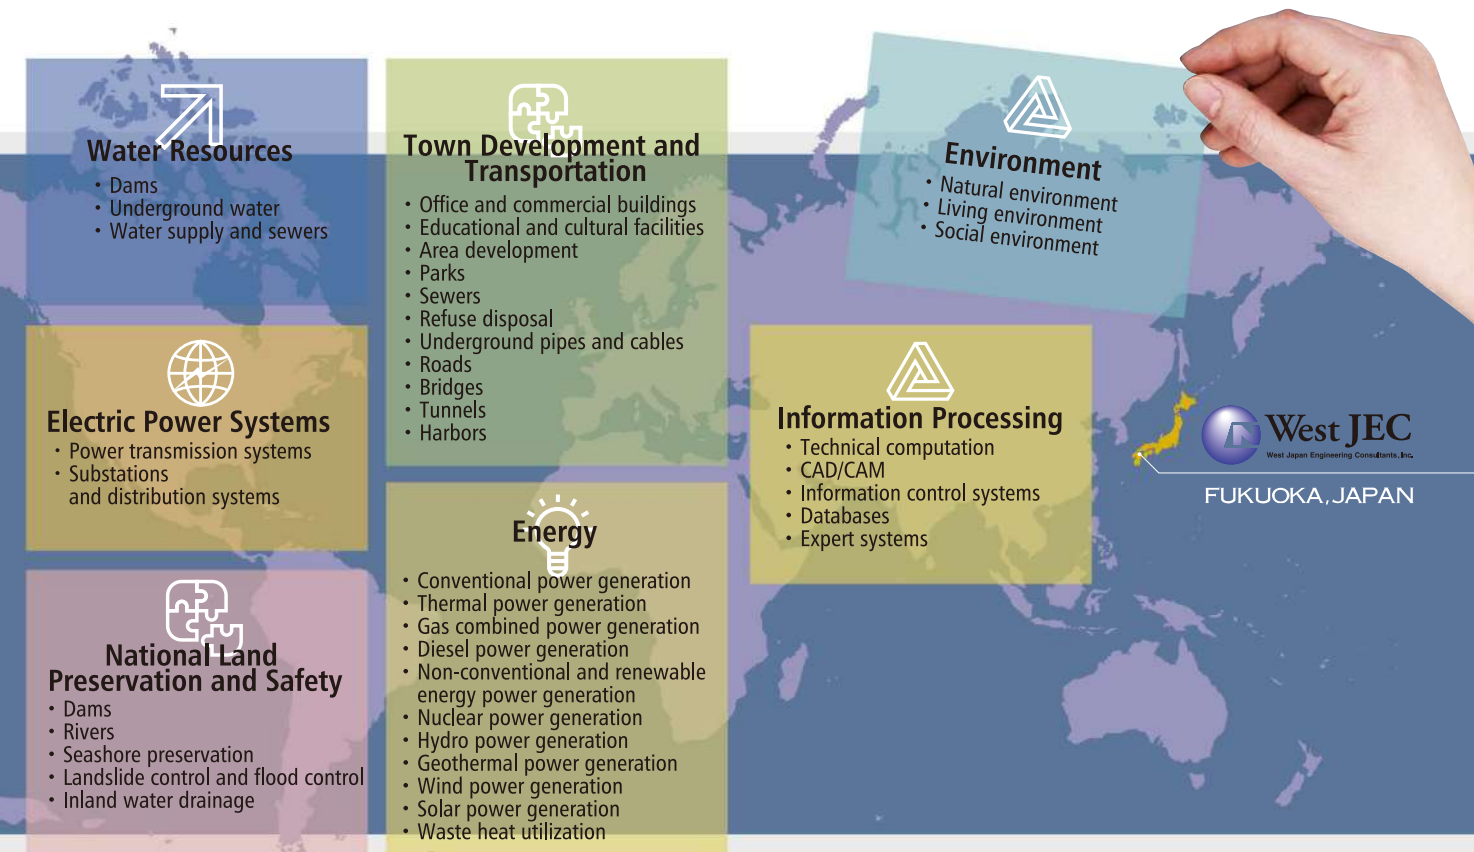 Water Resources
・Dams
・Underground water
・Water supply and sewers
Electric Power Systems
・Power transmission systems
・Substations
and distribution systems
National Land
Preservation and Safety
・Dams
・Rivers
・Seashore preservation
・Landslide control and flood control
・Inland water drainage
Town Development and
Transportation
・Office and commercial buildings
・Educational and cultural facilities
・Area development
・Parks
・Sewers
・Refuse disposal
・Underground pipes and cables
・Roads
・Bridges
・Tunnels
・Harbors
Energy
・Conventional power generation
・Thermal power generation
・Gas combined power generation
・Diesel power generation
・Non-conventional and renewable
energy power generation
・Nuclear power generation
・Hydro power generation
・Geothermal power generation
・Wind power generation
・Solar power generation
・Waste heat utilization
Environment
・Natural environment
・Living environment
・Social environment
Information Processing
・Technical computation
・CAD/CAM
・Information control systems
・Databases
・Expert systems
West JEC
West Japan Engineering Consultants, Inc.
FUKUOKA, JAPAN